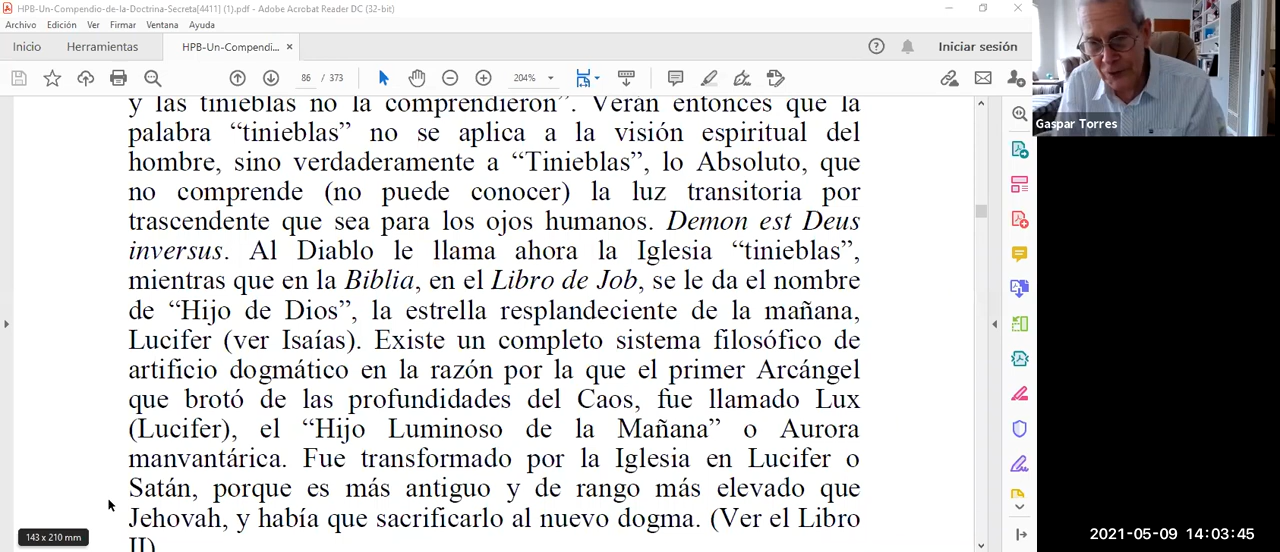 HPB-Un-Compendio-de-la-Doctrina-Secreta[4411] (1).pdf - Adobe Acrobat Reader DC (32-bit)
Archivo Edición Ver Firmar Ventana Ayuda
Inicio Herramientas HPB-Un-Compendi... × Iniciar sesión
86 / 373 204%
y las tinieblas no la comprendieron”. Verán entonces que la
palabra “tinieblas” no se aplica a la visión espiritual del
hombre, sino verdaderamente a “Tinieblas”, lo Absoluto, que
no comprende (no puede conocer) la luz transitoria por
trascendente que sea para los ojos humanos. Demon est Deus
inversus. Al Diablo le llama ahora la Iglesia “tinieblas”,
mientras que en la Biblia, en el Libro de Job, se le da el nombre
de “Hijo de Dios”, la estrella resplandeciente de la mañana,
Lucifer (ver Isaías). Existe un completo sistema filosófico de
artificio dogmático en la razón por la que el primer Arcángel
que brotó de las profundidades del Caos, fue llamado Lux
(Lucifer), el “Hijo Luminoso de la Mañana” o Aurora
manvantárica. Fue transformado por la Iglesia en Lucifer o
Satán, porque es más antiguo y de rango más elevado que
Jehovah, y había que sacrificarlo al nuevo dogma. (Ver el Libro
II)
143 x 210 mm
Gaspar Torres
2021-05-09 14:03:45